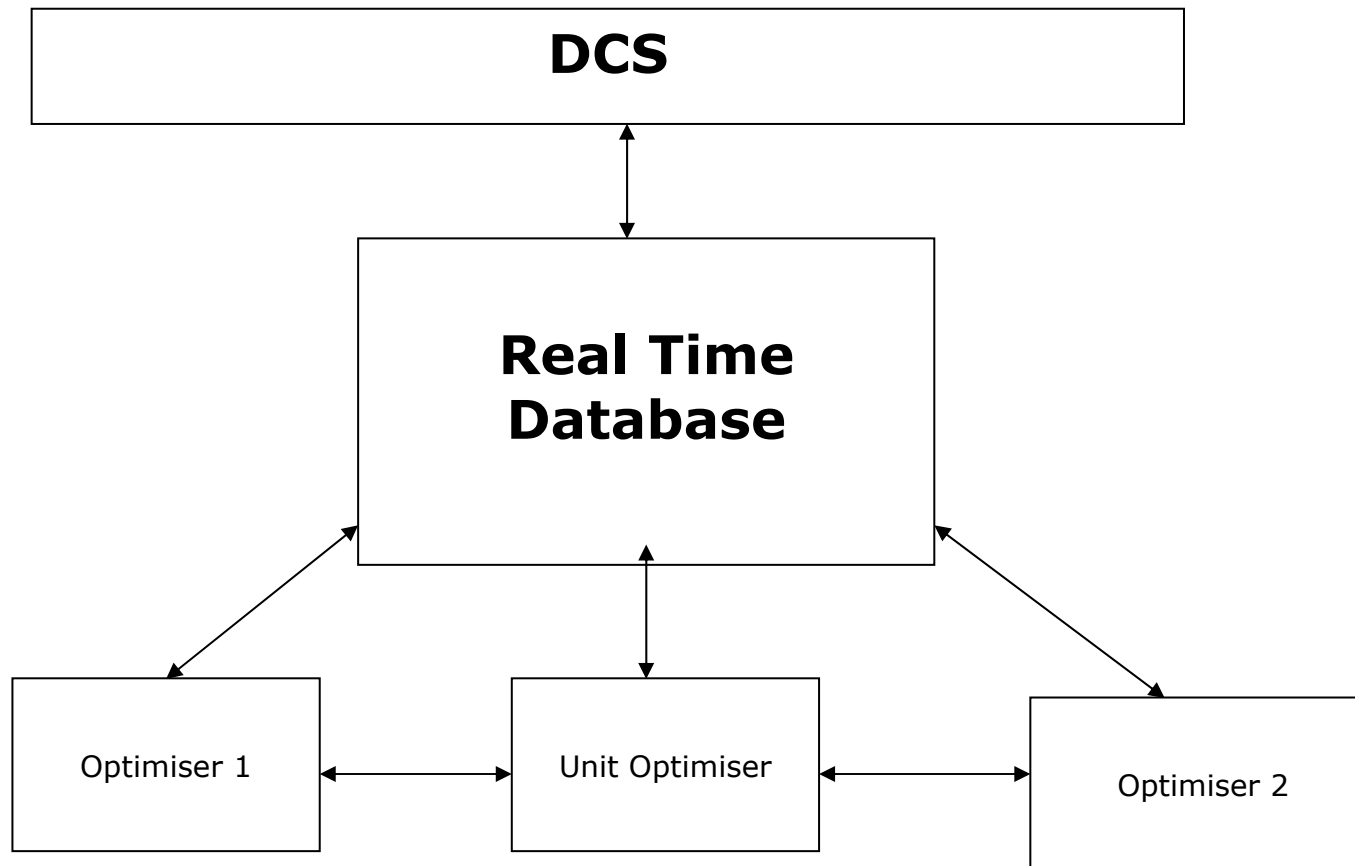 DCS
Real Time
Database
Optimiser 1
Unit Optimiser
Optimiser 2